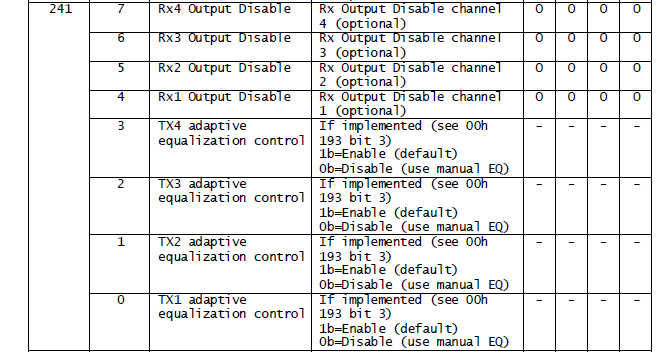 241 7 Rx4 Output Disable Rx Output Disable channel 0 0 0 0
4 (optional)
6 Rx3 Output Disable Rx Output Disable channel 0 0 0 0
3 (optional)
5 Rx2 Output Disable Rx Output Disable channel 0 0 0 0
2 (optional)
4 Rx1 Output Disable Rx Output Disable channel 0 0 0 0
1 (optional)
3 TX4 adaptive If implemented (see 00h - - - -
equalization control 193 bit 3)
1b=Enable (default)
0b=Disable (use manual EQ)
2 TX3 adaptive If implemented (see 00h - - - -
equalization control 193 bit 3)
1b=Enable (default)
0b=Disable (use manual EQ)
1 TX2 adaptive If implemented (see 00h - - - -
equalization control 193 bit 3)
1b=Enable (default)
0b=Disable (use manual EQ)
0 TX1 adaptive If implemented (see 00h - - - -
equalization control 193 bit 3)
1b=Enable (default)
0b=Disable (use manual EQ)